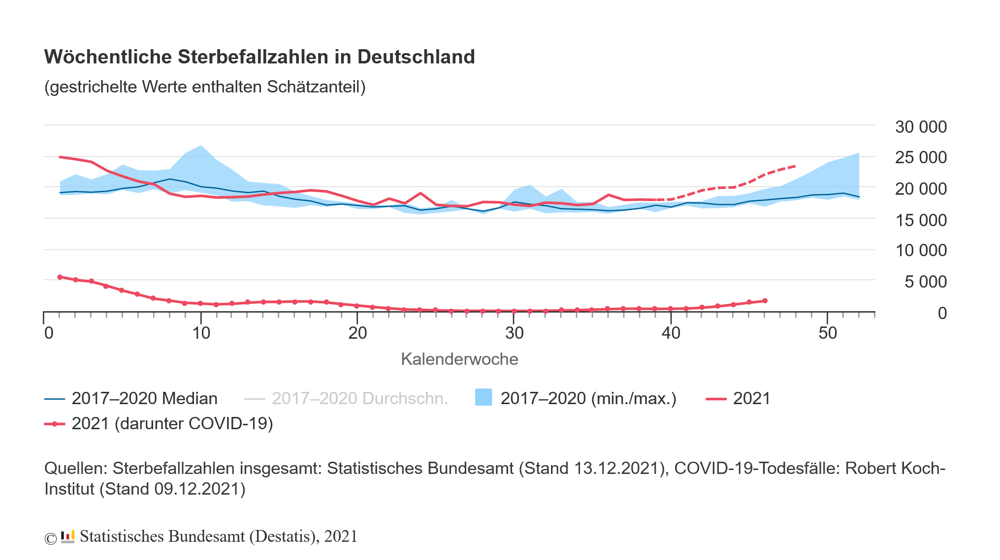 Wöchentliche Sterbefallzahlen in Deutschland
(gestrichelte Werte enthalten Schätzanteil)
30 000
25 000
20 000
15 000
10 000
5 000
0
0 10 20 30 40 50
Kalenderwoche
2017–2020 Median 2017–2020 Durchschn. 2017–2020 (min./max.) 2021
2021 (darunter COVID-19)
Quellen: Sterbefallzahlen insgesamt: Statistisches Bundesamt (Stand 13.12.2021), COVID-19-Todesfälle: Robert Koch-
Institut (Stand 09.12.2021)
© Statistisches Bundesamt (Destatis), 2021